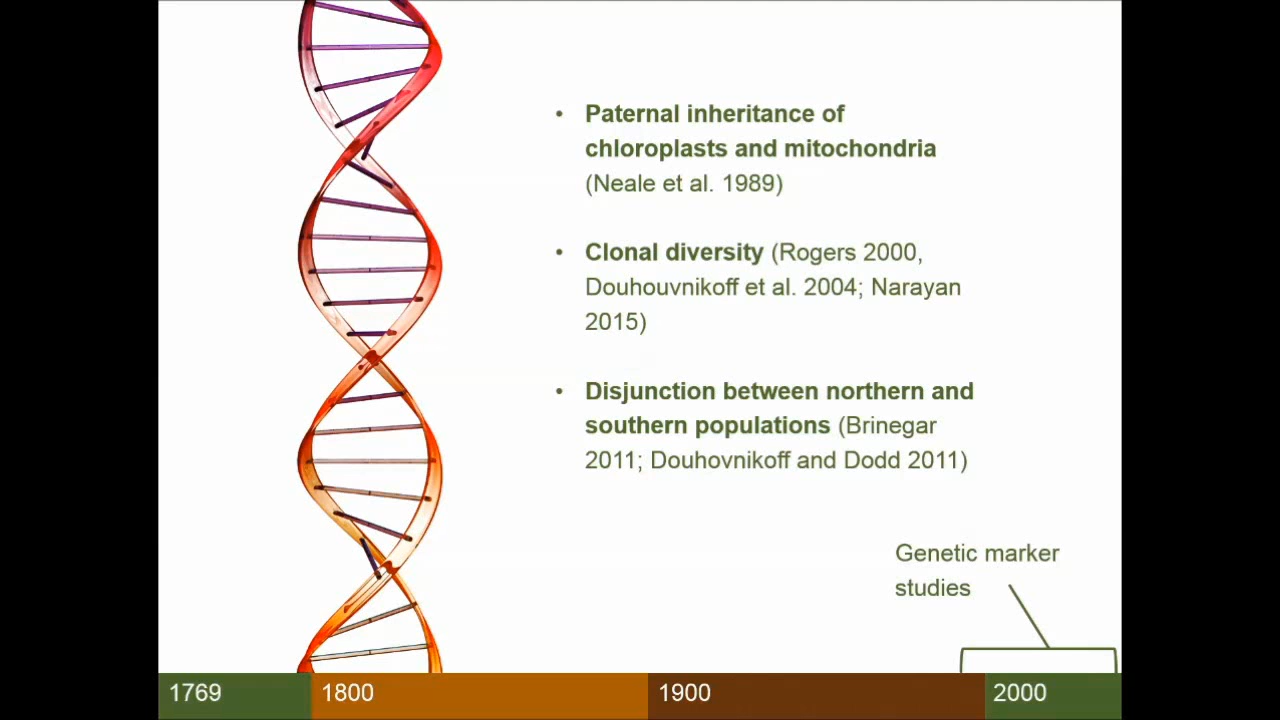 • Paternal inheritance of
chloroplasts and mitochondria
(Neale et al. 1989)
• Clonal diversity (Rogers 2000,
Douhouvnikoff et al. 2004; Narayan
2015)
• Disjunction between northern and
southern populations (Brinegar
2011; Douhovnikoff and Dodd 2011)
Genetic marker
studies
1769 1800 1900 2000